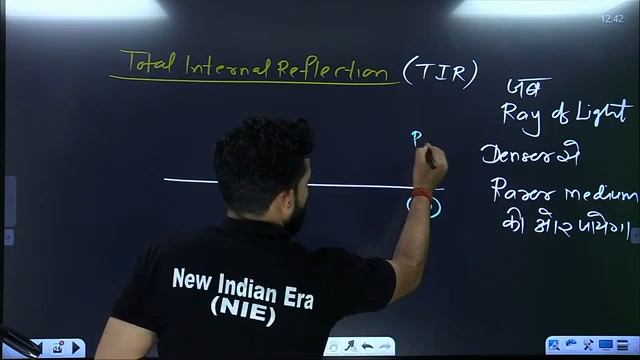 12:42
Total Internal Reflection (TIR)
जब
Ray of Light
Denser से
Rarer medium
की ओर जायेगा
P
New Indian Era
(NIE)